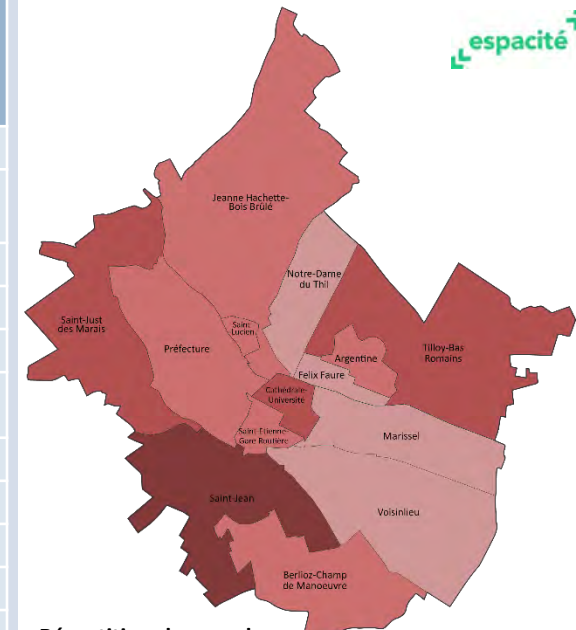 espacité
Jeanne Hachette-
Bois Brûlé
Notre-Dame
du Thil
Saint-Just
des Marais
Saint
Lucien
Préfecture
Argentine
Tilloy-Bas
Romains
Felix Faure
Cathédrale-
Université
Saint-Etienne-
Gare Routière
Marissel
Saint-Jean
Voisinlieu
Berlioz-Champ
de Manoeuvre